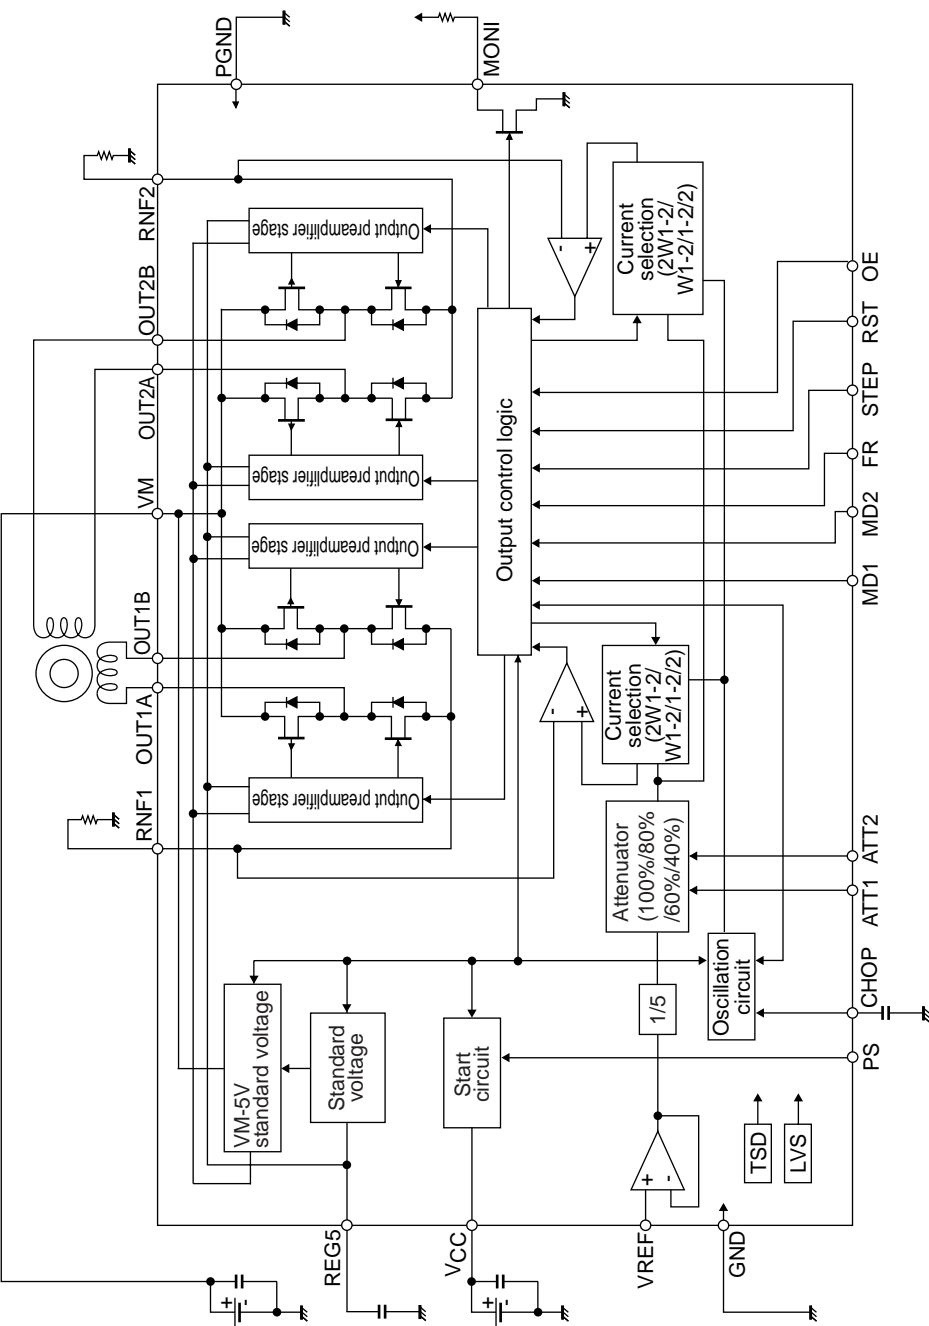 PGND
MONI
RNF2
OUT2B
OUT2A
VM
OUT1B
OUT1A
RNF1
Output preamplifier stage
Output preamplifier stage
Output preamplifier stage
Output preamplifier stage
Output control logic
-
+
Current
selection
(2W1-2/
W1-2/1-2/2)
-
+
Current
selection
(2W1-2/
W1-2/1-2/2)
OE
RST
STEP
FR
MD2
MD1
ATT2
ATT1
CHOP
PS
Attenuator
(100%/80%
/60%/40%)
Oscillation
circuit
1/5
VM-5V
standard voltage
Standard
voltage
Start
circuit
TSD
LVS
+
-
REG5
VCC
VREF
GND
+
-
+
-